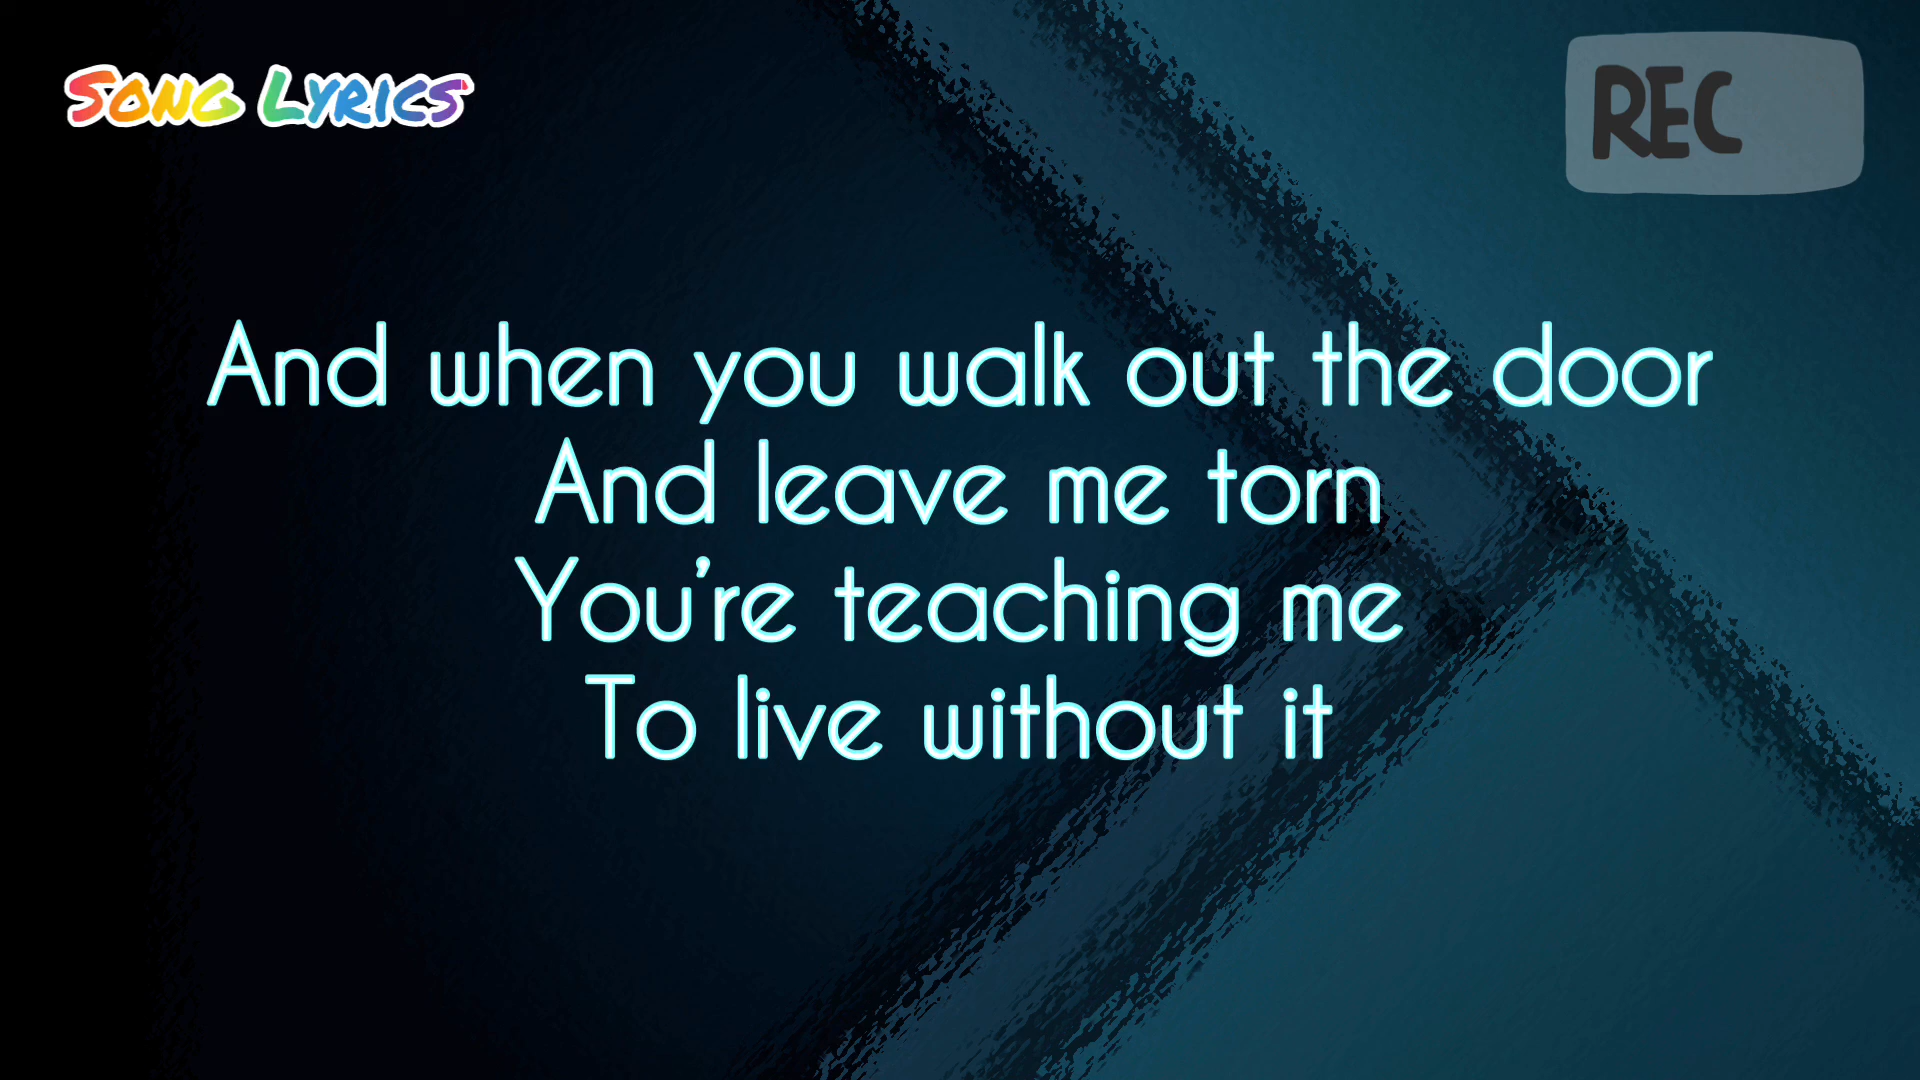 Song Lyrics
REC
And when you walk out the door
And leave me torn
You're teaching me
To live without it